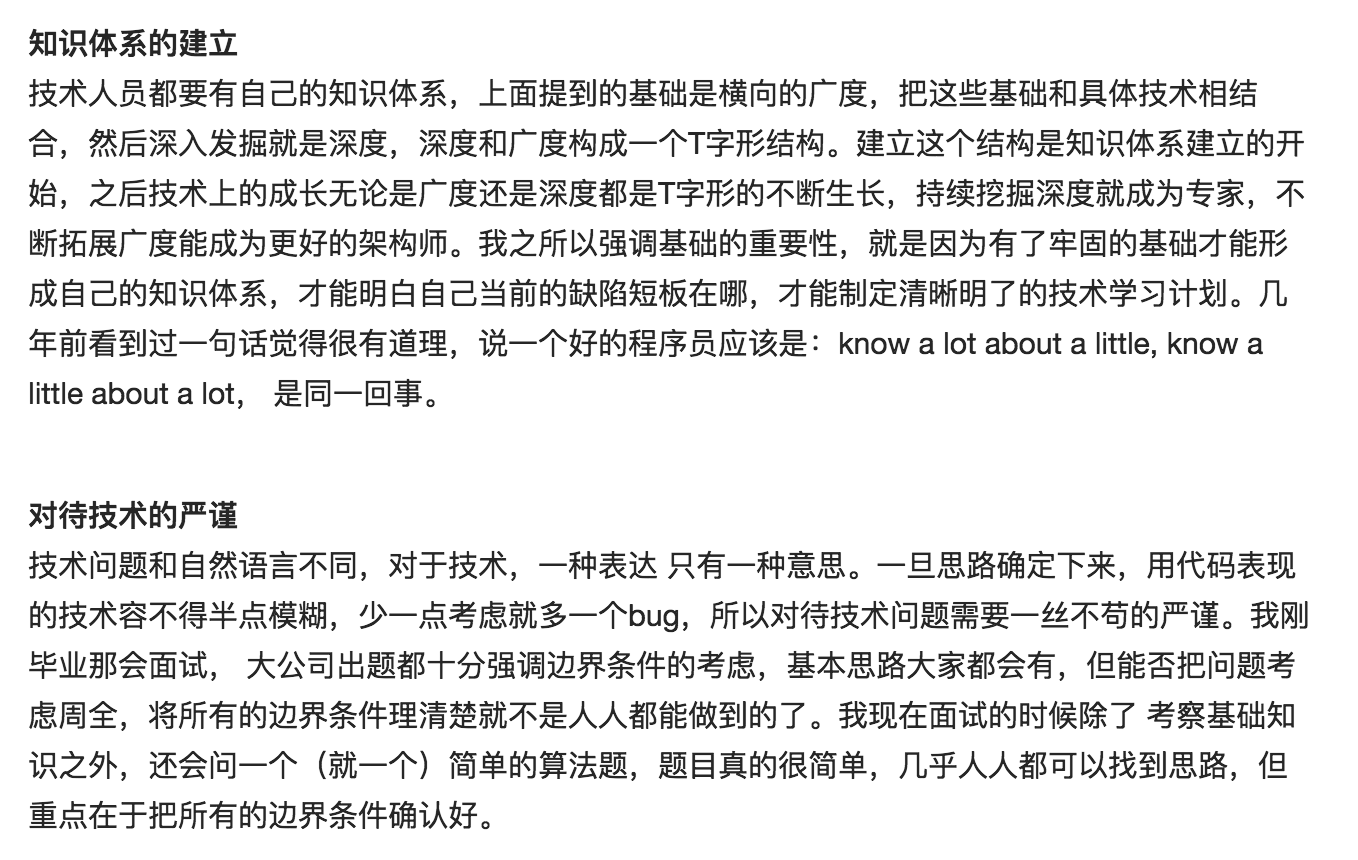 知识体系的建立
技术人员都要有自己的知识体系，上面提到的基础是横向的广度，把这些基础和具体技术相结
合，然后深入发掘就是深度，深度和广度构成一个T字形结构。建立这个结构是知识体系建立的开
始，之后技术上的成长无论是广度还是深度都是T字形的不断生长，持续挖掘深度就成为专家，不
断拓展广度能成为更好的架构师。我之所以强调基础的重要性，就是因为有了牢固的基础才能形
成自己的知识体系，才能明白自己当前的缺陷短板在哪，才能制定清晰明了的技术学习计划。几
年前看到过一句话觉得很有道理，说一个好的程序员应该是：know a lot about a little, know a
little about a lot， 是同一回事。
对待技术的严谨
技术问题和自然语言不同，对于技术，一种表达 只有一种意思。一旦思路确定下来，用代码表现
的技术容不得半点模糊，少一点考虑就多一个bug，所以对待技术问题需要一丝不苟的严谨。我刚
毕业那会面试， 大公司出题都十分强调边界条件的考虑，基本思路大家都会有，但能否把问题考
虑周全，将所有的边界条件理清楚就不是人人都能做到的了。我现在面试的时候除了 考察基础知
识之外，还会问一个（就一个）简单的算法题，题目真的很简单，几乎人人都可以找到思路，但
重点在于把所有的边界条件确认好。